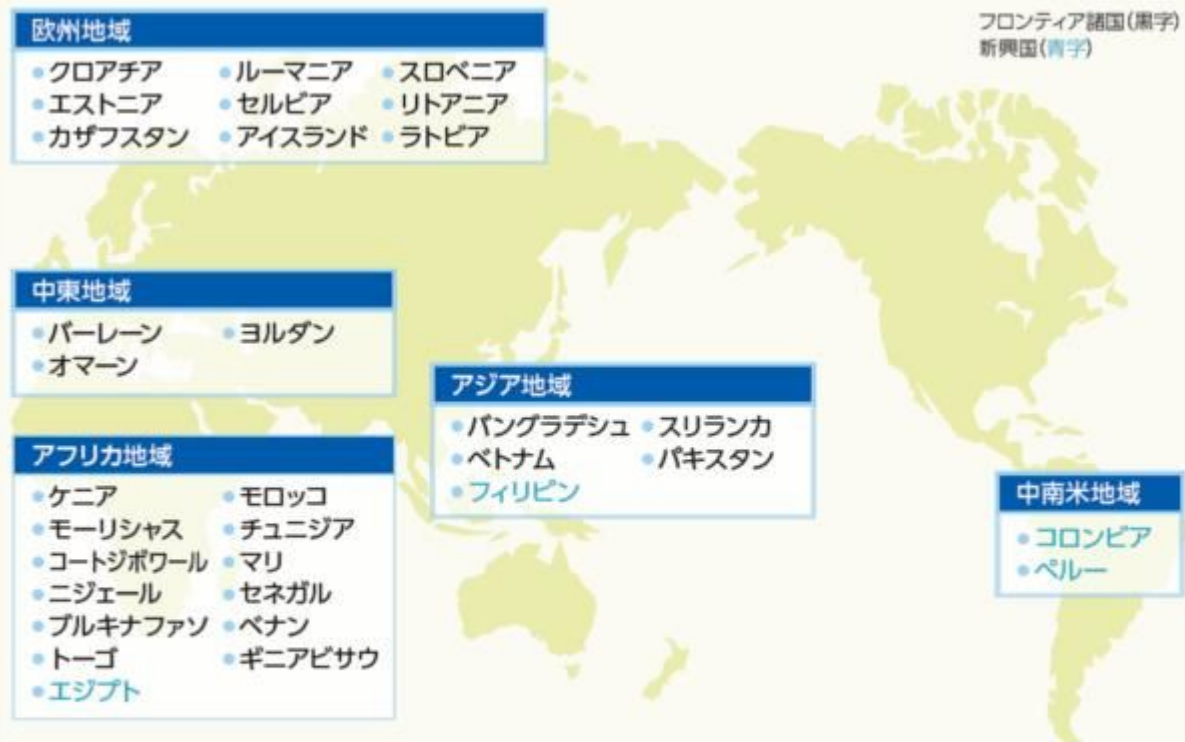 フロンティア諸国(黒字)
新興国(青字)
欧州地域
•クロアチア •ルーマニア •スロベニア
•エストニア •セルビア •リトアニア
•カザフスタン •アイスランド •ラトビア
中東地域
•バーレーン •ヨルダン
•オマーン
アジア地域
•バングラデシュ •スリランカ
•ベトナム •パキスタン
•フィリピン
アフリカ地域
•ケニア •モロッコ
•モーリシャス •チュニジア
•コートジボワール •マリ
•ニジェール •セネガル
•ブルキナファソ •ベナン
•トーゴ •ギニアビサウ
•エジプト
中南米地域
•コロンビア
•ペルー